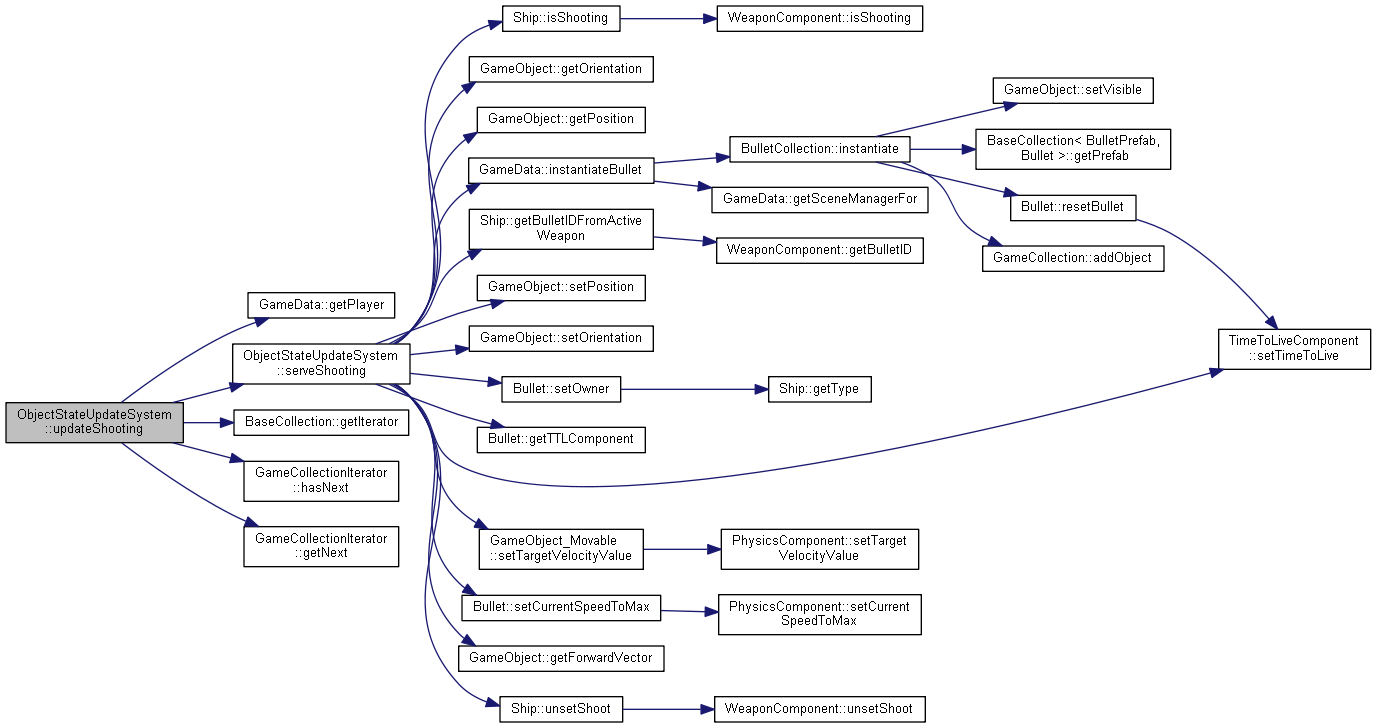 ObjectStateUpdateSystem
::updateShooting
GameData::getPlayer
ObjectStateUpdateSystem
::serveShooting
BaseCollection::getIterator
GameCollectionIterator
::hasNext
GameCollectionIterator
::getNext
Ship::isShooting
GameObject::getOrientation
GameObject::getPosition
GameData::instantiateBullet
Ship::getBulletIDFromActive
Weapon
GameObject::setPosition
GameObject::setOrientation
Bullet::setOwner
Bullet::getTTLComponent
GameObject_Movable
::setTargetVelocityValue
Bullet::setCurrentSpeedToMax
GameObject::getForwardVector
Ship::unsetShoot
WeaponComponent::isShooting
BulletCollection::instantiate
GameData::getSceneManagerFor
WeaponComponent::getBulletID
Ship::getType
PhysicsComponent::setTarget
VelocityValue
PhysicsComponent::setCurrent
SpeedToMax
WeaponComponent::unsetShoot
GameObject::setVisible
BaseCollection< BulletPrefab,
Bullet >::getPrefab
Bullet::resetBullet
GameCollection::addObject
TimeToLiveComponent
::setTimeToLive